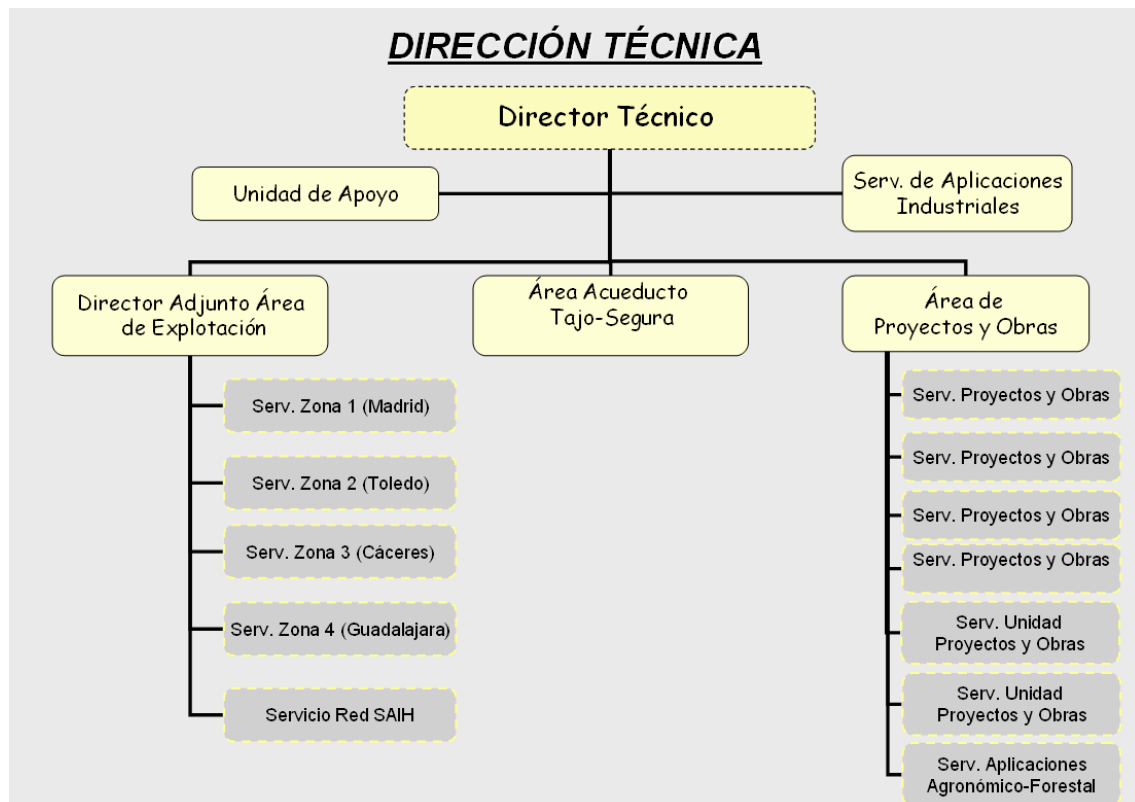 DIRECCIÓN TÉCNICA
Director Técnico
Unidad de Apoyo
Serv. de Aplicaciones
Industriales
Director Adjunto Área
de Explotación
Área Acueducto
Tajo-Segura
Área de
Proyectos y Obras
Serv. Zona 1 (Madrid)
Serv. Zona 2 (Toledo)
Serv. Zona 3 (Cáceres)
Serv. Zona 4 (Guadalajara)
Servicio Red SAIH
Serv. Proyectos y Obras
Serv. Proyectos y Obras
Serv. Proyectos y Obras
Serv. Proyectos y Obras
Serv. Unidad
Proyectos y Obras
Serv. Unidad
Proyectos y Obras
Serv. Aplicaciones
Agronómico-Forestal